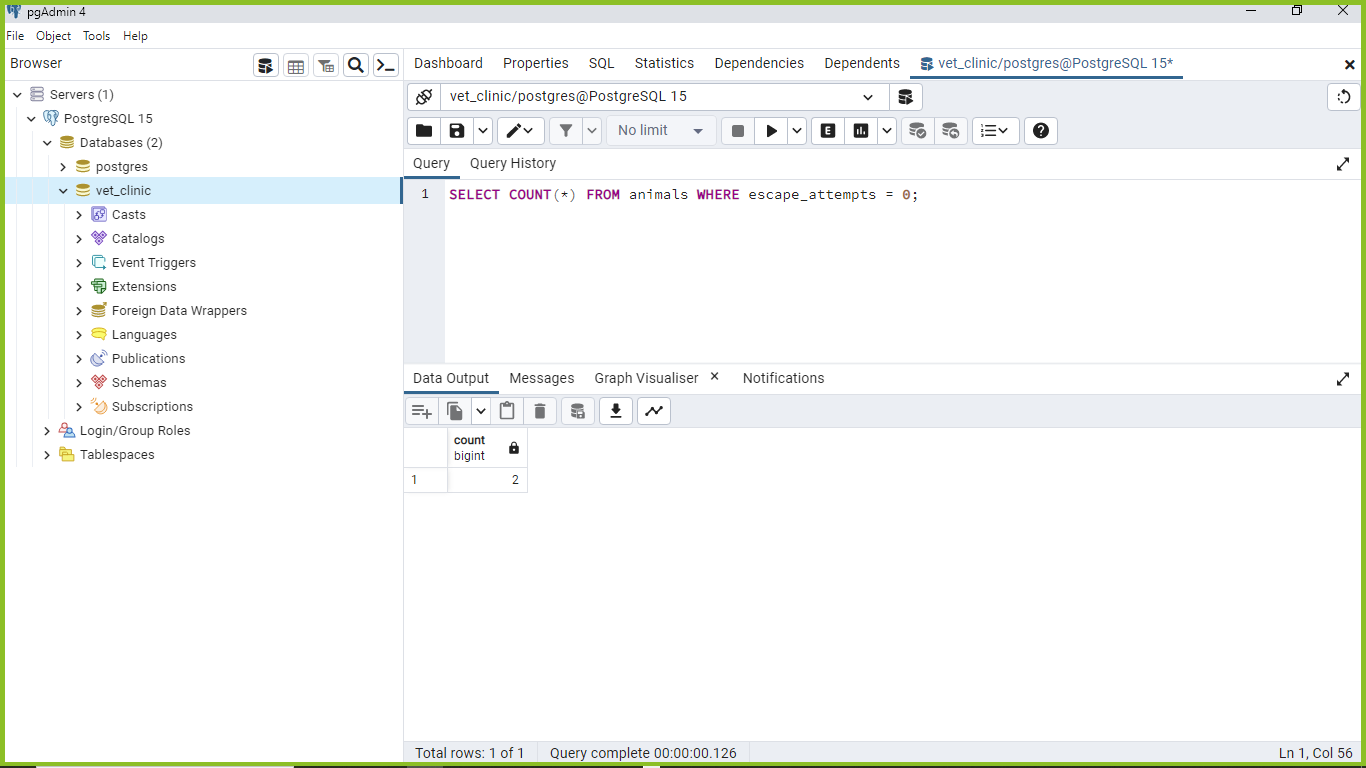 pgAdmin 4
File Object Tools Help
Browser
Servers (1)
PostgreSQL 15
Databases (2)
postgres
vet_clinic
Casts
Catalogs
Event Triggers
Extensions
Foreign Data Wrappers
Languages
Publications
Schemas
Subscriptions
Login/Group Roles
Tablespaces
Dashboard Properties SQL Statistics Dependencies Dependents vet_clinic/postgres@PostgreSQL 15*
vet_clinic/postgres@PostgreSQL 15
No limit E
Query Query History
1 SELECT COUNT(*) FROM animals WHERE escape_attempts = 0;
Data Output Messages Graph Visualiser Notifications
count
bigint
1 2
Total rows: 1 of 1 Query complete 00:00:00.126 Ln 1, Col 56